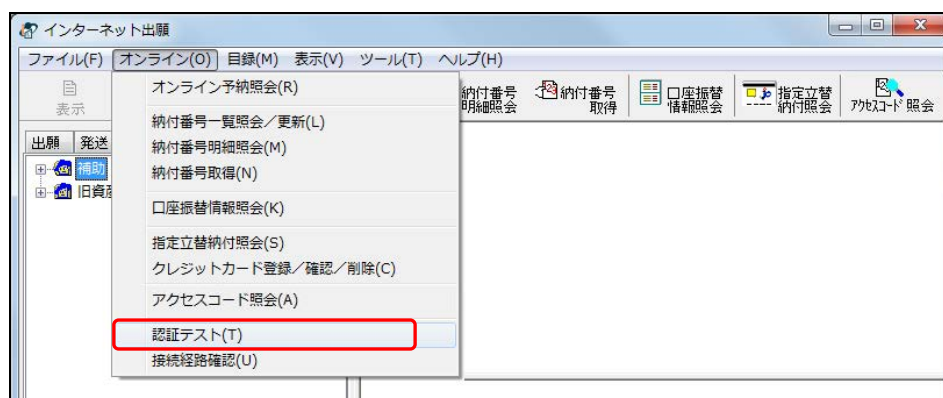 インターネット出願
ファイル(F) オンライン(O) 目録(M) 表示(V) ツール(T) ヘルプ(H)
表示
納付番号
明細照会
納付番号
取得
口座振替
情報照会
指定立替
納付照会
アクセスコード照会
出願 発送
補助
旧資産
オンライン予納照会(R)
納付番号一覧照会/更新(L)
納付番号明細照会(M)
納付番号取得(N)
口座振替情報照会(K)
指定立替納付照会(S)
クレジットカード登録/確認/削除(C)
アクセスコード照会(A)
認証テスト(T)
接続経路確認(U)